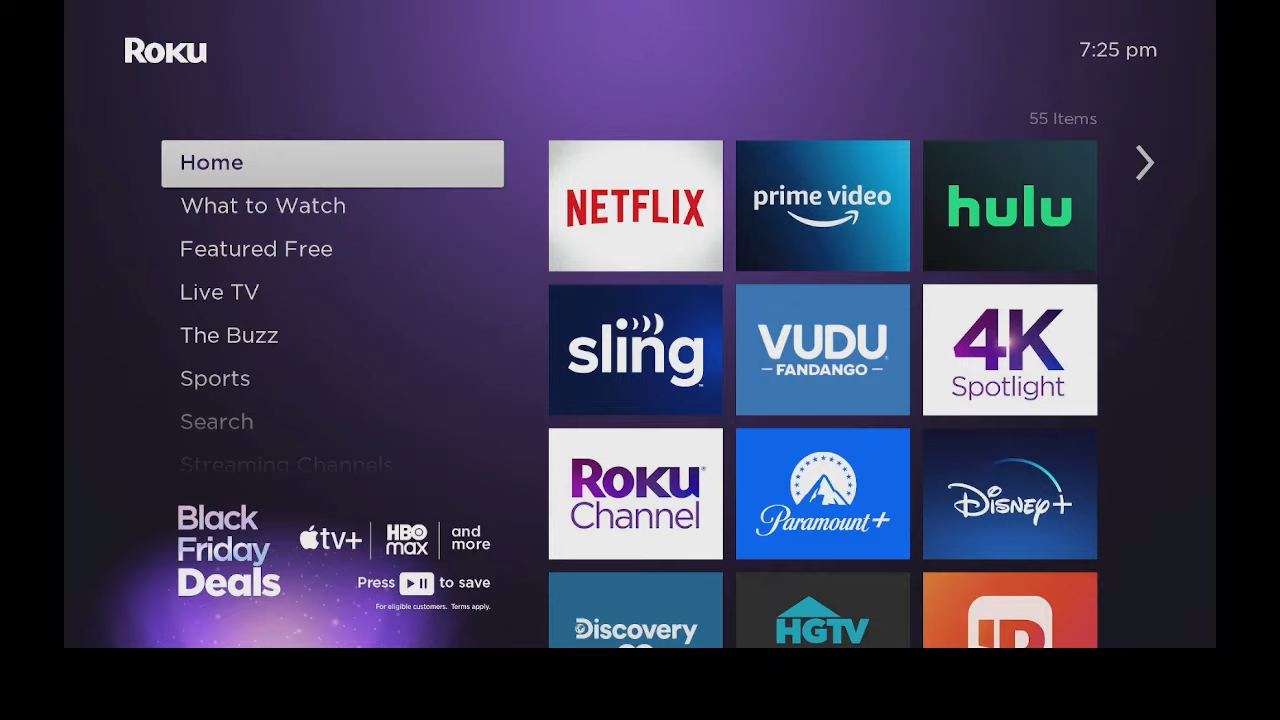 Roku
7:25 pm
55 Items
Home
What to Watch
Featured Free
Live TV
The Buzz
Sports
Search
Streaming Channels
Black
Friday
Deals
tv+
HBO
max
and
more
Press
to save
For eligible customers. Terms apply.
NETFLIX
prime video
hulu
sling
VUDU
FANDANGO
4K
Spotlight
Roku
Channel
Paramount+
Disney+
Discovery
HGTV
ID